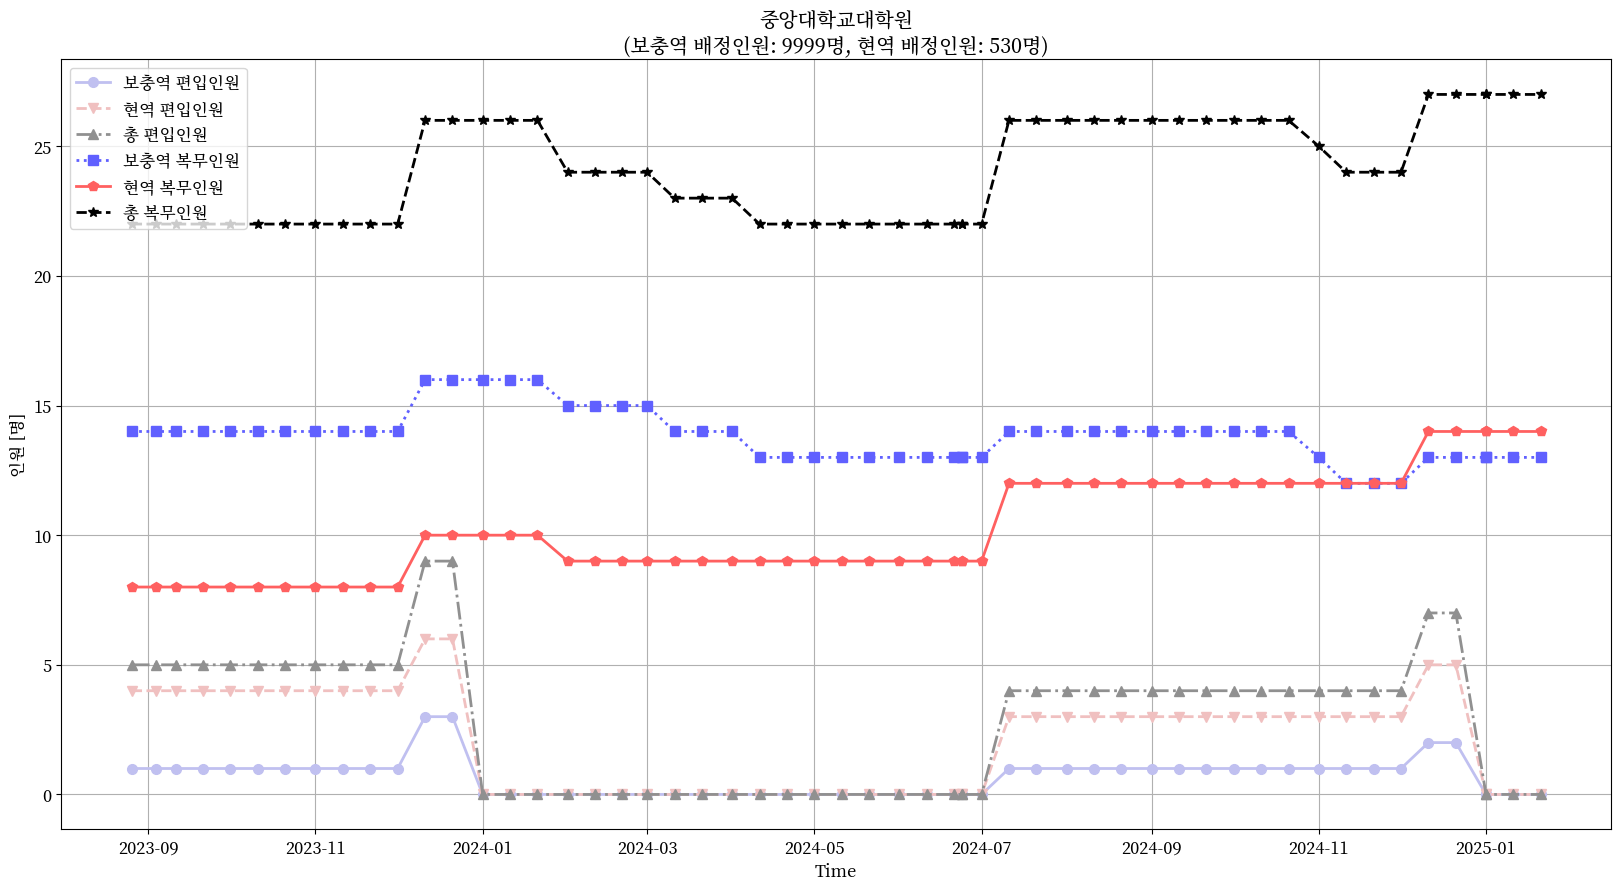 중앙대학교대학원
(보충역 배정인원: 9999명, 현역 배정인원: 530명)
보충역 편입인원
현역 편입인원
총 편입인원
보충역 복무인원
현역 복무인원
총 복무인원
25
20
15
10
5
0
인원 [명]
2023-09 2023-11 2024-01 2024-03 2024-05 2024-07 2024-09 2024-11 2025-01
Time